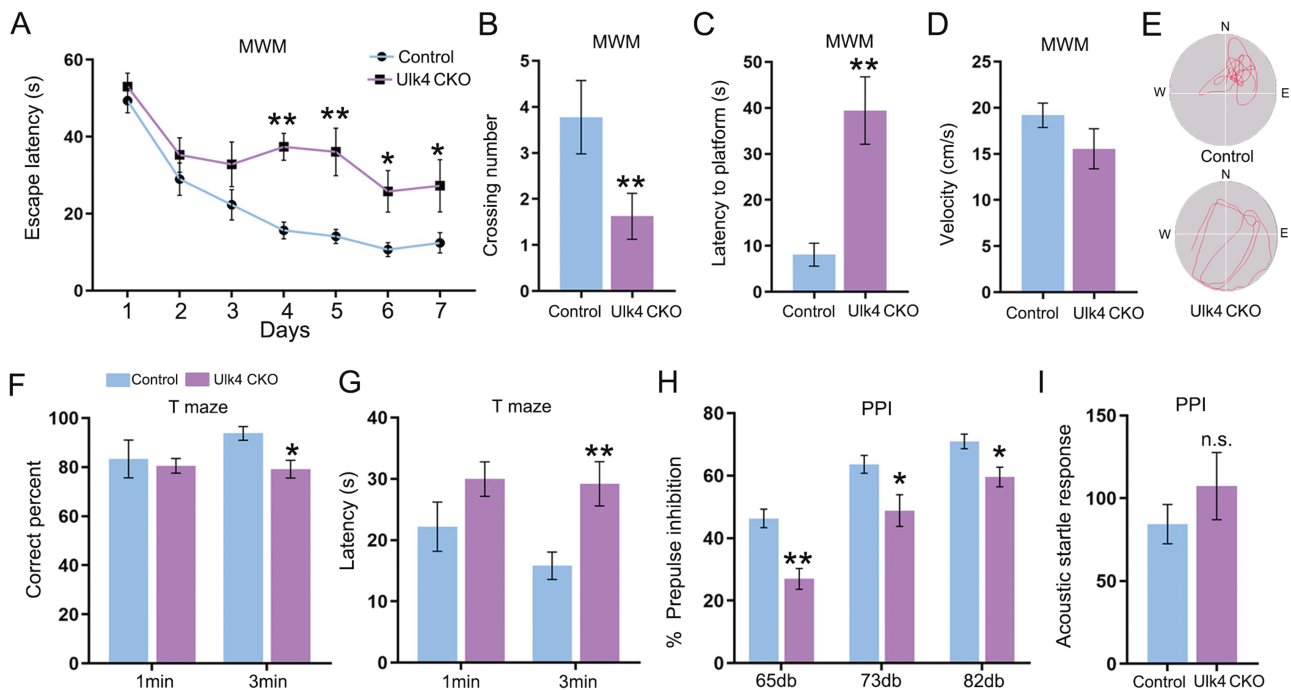 A
MWM
Control
Ulk4 CKO
Escape latency (s)
60
40
20
0
**
**
*
*
1 2 3 4 5 6 7
Days
B
MWM
Crossing number
5
4
3
2
1
0
**
Control Ulk4 CKO
C
MWM
Latency to platform (s)
50
40
30
20
10
0
**
Control Ulk4 CKO
D
MWM
Velocity (cm/s)
25
20
15
10
5
0
Control Ulk4 CKO
E
N
W E
Control
N
W E
Ulk4 CKO
F
Control Ulk4 CKO
T maze
Correct percent
100
80
60
40
20
0
*
1min 3min
G
T maze
Latency (s)
40
30
20
10
0
**
1min 3min
H
PPI
% Prepulse inhibition
80
60
40
20
0
**
*
*
65db 73db 82db
I
PPI
Acoustic startle response
150
100
50
0
n.s.
Control Ulk4 CKO